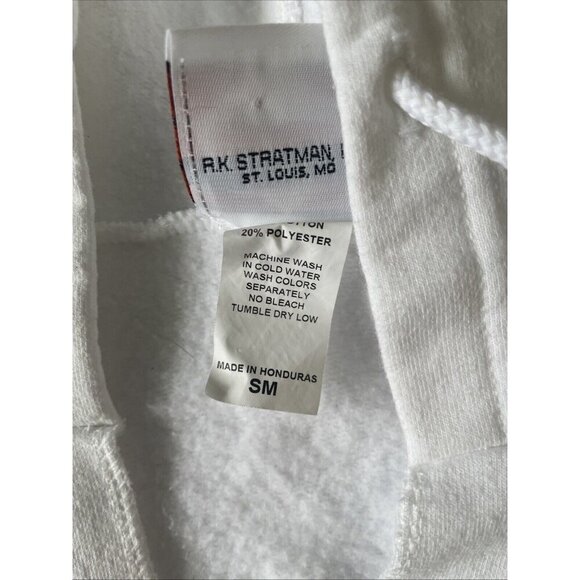 R.K. STRATMAN,
ST. LOUIS, MO
20% POLYESTER
MACHINE WASH
IN COLD WATER
WASH COLORS
SEPARATELY
NO BLEACH
TUMBLE DRY LOW
MADE IN HONDURAS
SM